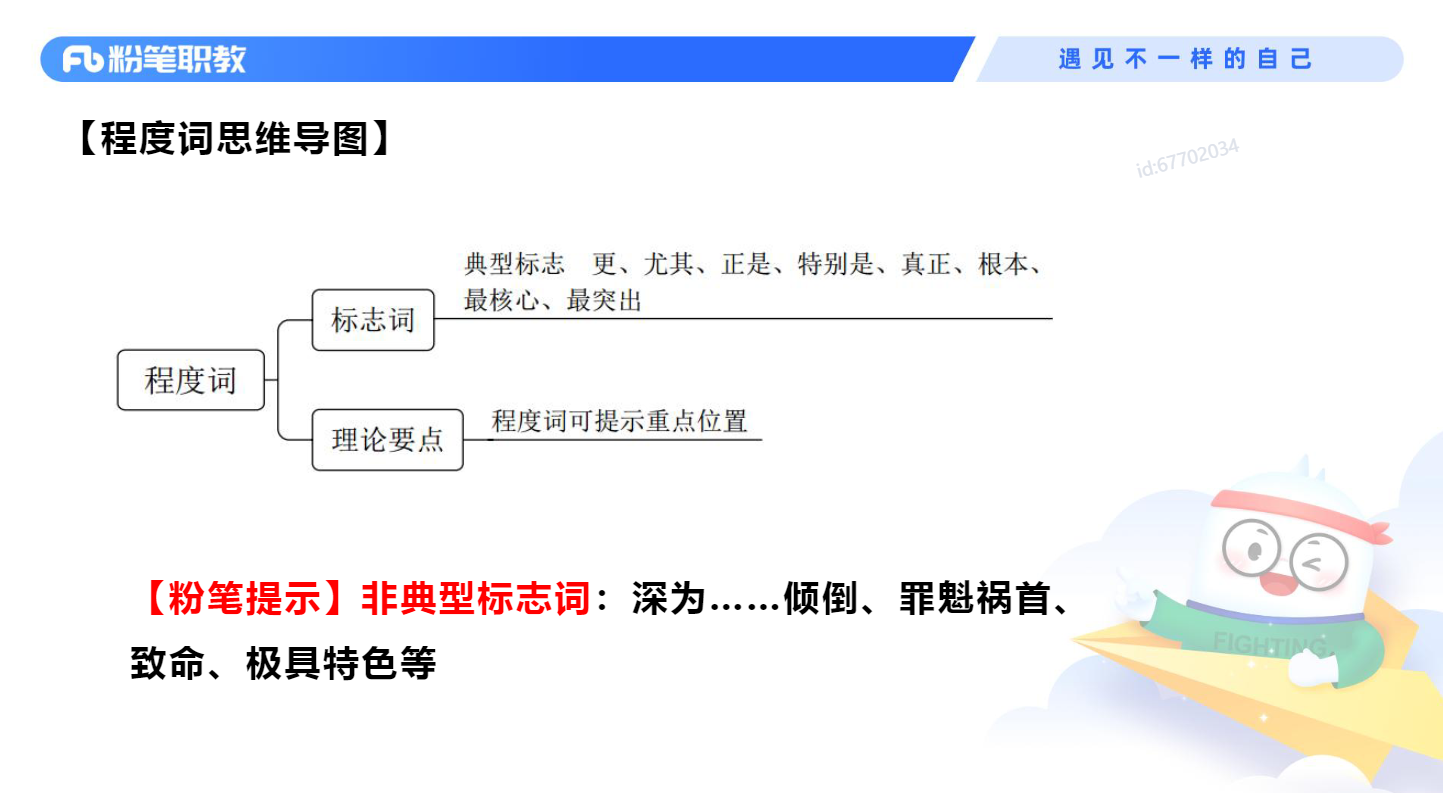 粉笔职教
遇见不一样的自己
【程度词思维导图】
id:67702034
典型标志 更、尤其、正是、特别是、真正、根本、
最核心、最突出
标志词
程度词
程度词可提示重点位置
理论要点
【粉笔提示】非典型标志词：深为……倾倒、罪魁祸首、
致命、极具特色等
FIGHTING